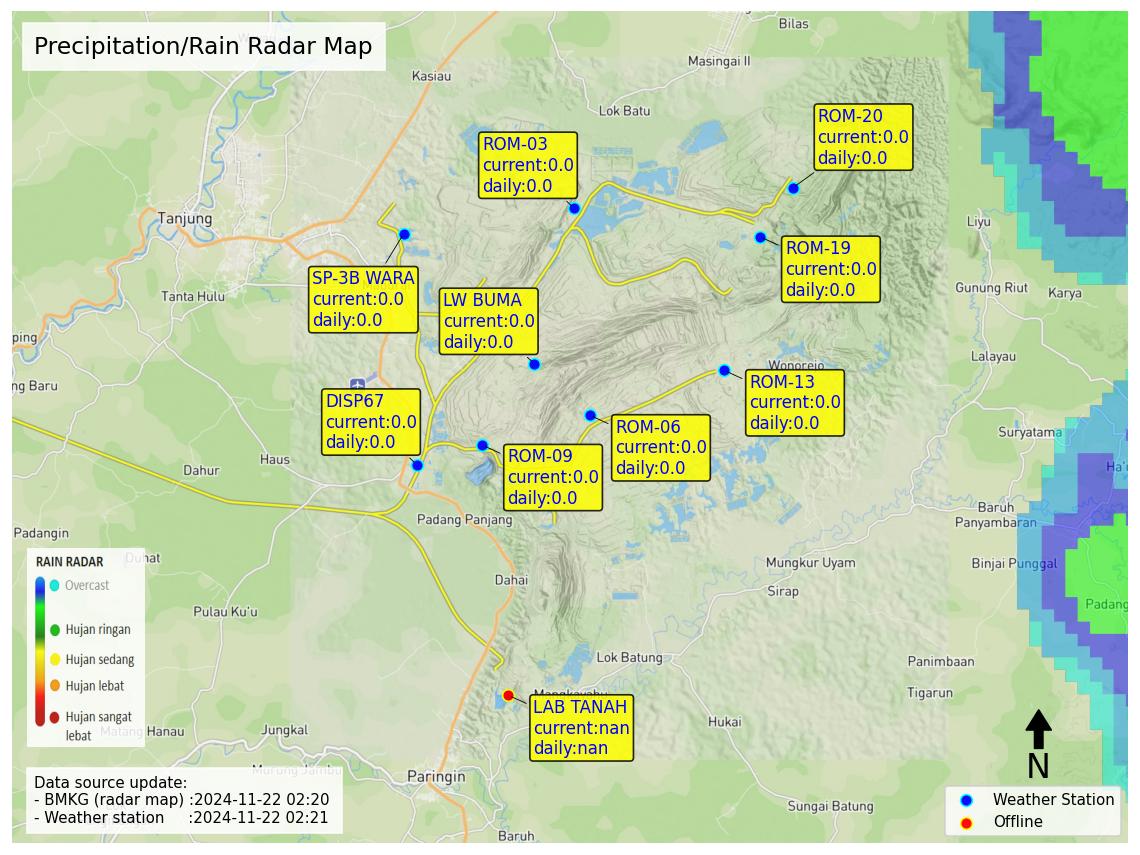 Precipitation/Rain Radar Map
Bilas
Masingai II
Kasiau
Lok Batu
ROM-20
current:0.0
daily:0.0
ROM-03
current:0.0
daily:0.0
Tanjung
Liyu
ROM-19
current:0.0
daily:0.0
SP-3B WARA
current:0.0
daily:0.0
Tanta Hulu
LW BUMA
current:0.0
daily:0.0
Gunung Riut
Karya
ping
Lalayau
Wonorejo
ng Baru
ROM-13
current:0.0
daily:0.0
DISP67
current:0.0
daily:0.0
ROM-06
current:0.0
daily:0.0
Suryatama
ROM-09
current:0.0
daily:0.0
Haus
Dahur
Ha'u
Baruh
Panyambaran
Padang Panjang
Padangin
Duhat
Mungkur Uyam
Binjai Punggal
Dahai
Sirap
Padang
Pulau Ku'u
RAIN RADAR
Overcast
Hujan ringan
Hujan sedang
Hujan lebat
Hujan sangat
lebat
Lok Batung
Panimbaan
Tigarun
Mangkayahu
LAB TANAH
current:nan
daily:nan
Hukai
Matang Hanau
Jungkal
Murung Jambu
Paringin
N
Data source update:
- BMKG (radar map) :2024-11-22 02:20
- Weather station :2024-11-22 02:21
Sungai Batung
Baruh
Weather Station
Offline